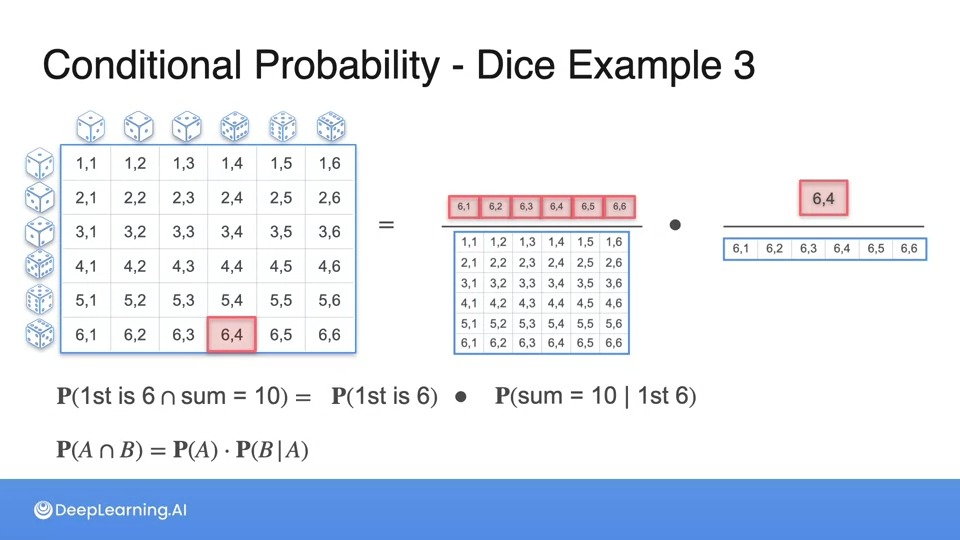 Conditional Probability - Dice Example 3
1,1 1,2 1,3 1,4 1,5 1,6
2,1 2,2 2,3 2,4 2,5 2,6
3,1 3,2 3,3 3,4 3,5 3,6
4,1 4,2 4,3 4,4 4,5 4,6
5,1 5,2 5,3 5,4 5,5 5,6
6,1 6,2 6,3 6,4 6,5 6,6
=
6,1 6,2 6,3 6,4 6,5 6,6
1,1 1,2 1,3 1,4 1,5 1,6
2,1 2,2 2,3 2,4 2,5 2,6
3,1 3,2 3,3 3,4 3,5 3,6
4,1 4,2 4,3 4,4 4,5 4,6
5,1 5,2 5,3 5,4 5,5 5,6
6,1 6,2 6,3 6,4 6,5 6,6
•
6,4
6,1 6,2 6,3 6,4 6,5 6,6
P(1st is 6 ∩ sum = 10) = P(1st is 6) • P(sum = 10 | 1st 6)
P(A ∩ B) = P(A) · P(B | A)
DeepLearning.AI